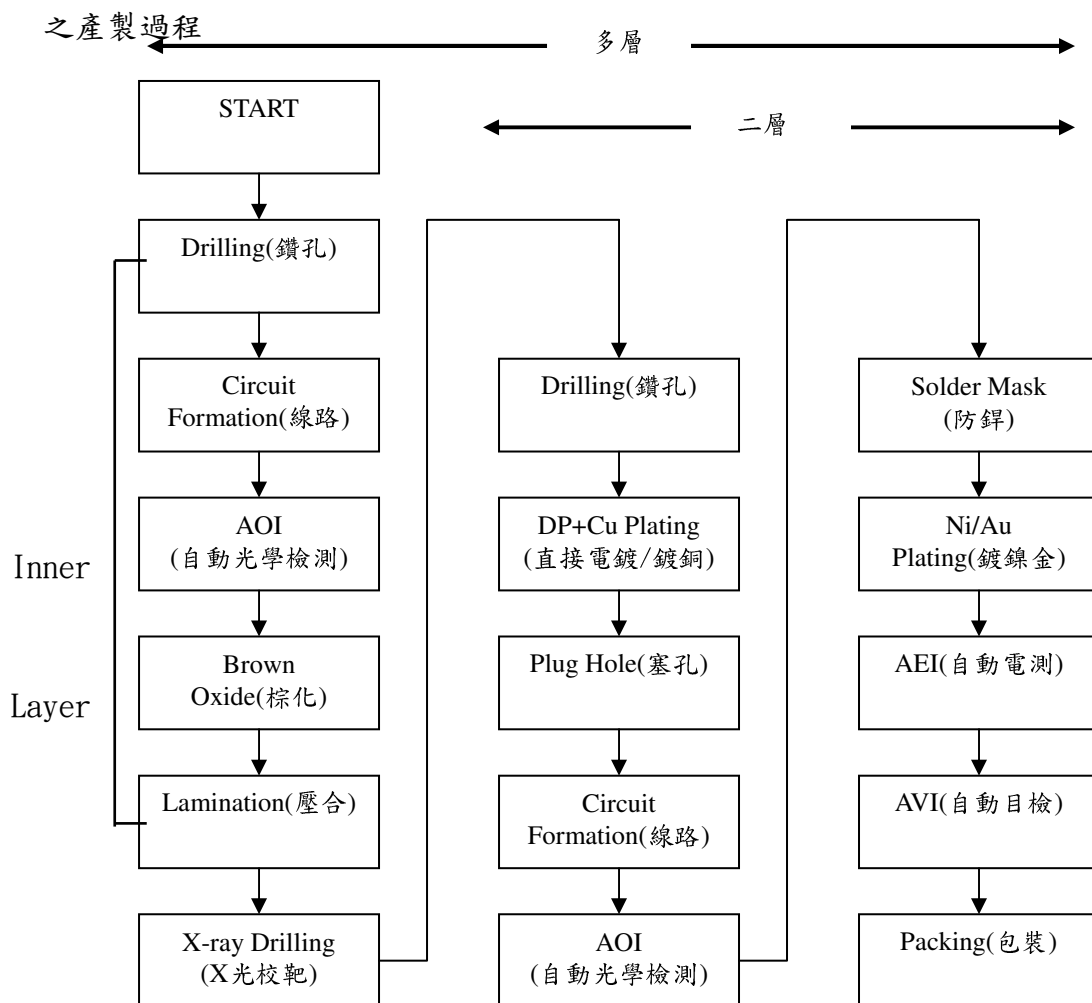 之產製過程
多層
二層
START
Drilling(鑽孔)
Circuit
Formation(線路)
AOI
(自動光學檢測)
Brown
Oxide(棕化)
Lamination(壓合)
X-ray Drilling
(X光校靶)
Inner
Layer
Drilling(鑽孔)
DP+Cu Plating
(直接電鍍/鍍銅)
Plug Hole(塞孔)
Circuit
Formation(線路)
AOI
(自動光學檢測)
Solder Mask
(防銲)
Ni/Au
Plating(鍍鎳金)
AEI(自動電測)
AVI(自動目檢)
Packing(包裝)